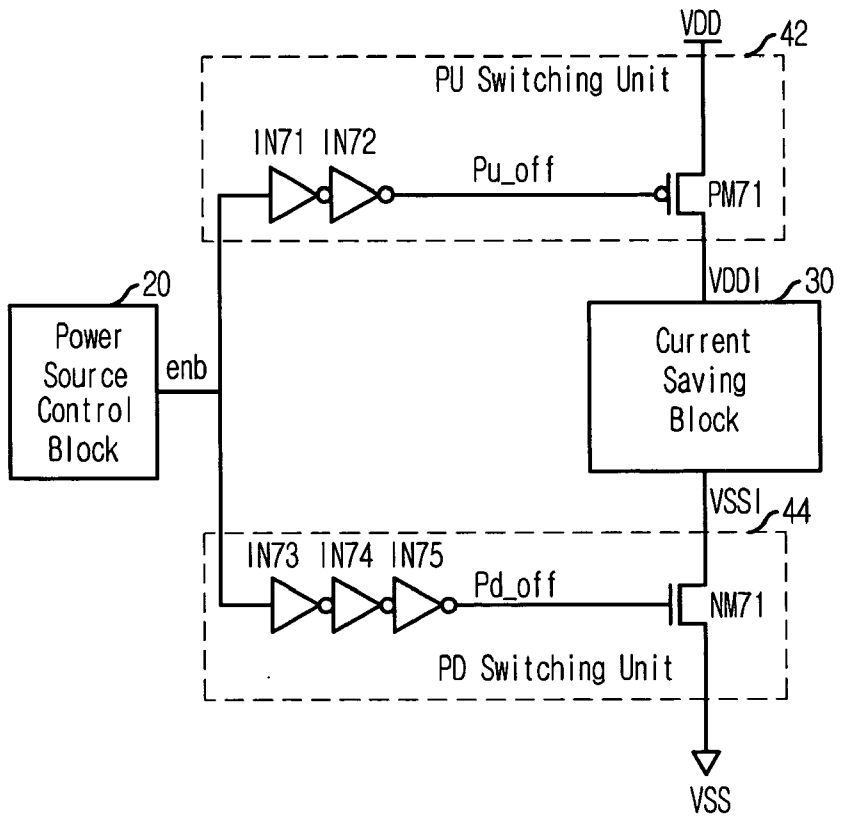 VDD
42
PU Switching Unit
IN71 IN72
Pu_off
PM71
VDDI
20
30
Power
Source
Control
Block
enb
Current
Saving
Block
VSSI
44
IN73 IN74 IN75
Pd_off
NM71
PD Switching Unit
VSS